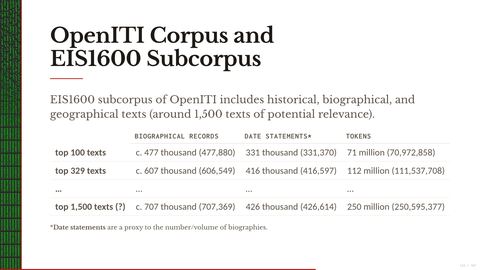 OpenITI Corpus and
EIS1600 Subcorpus
EIS1600 subcorpus of OpenITI includes historical, biographical, and
geographical texts (around 1,500 texts of potential relevance).
BIOGRAPHICAL RECORDS DATE STATEMENTS* TOKENS
top 100 texts c. 477 thousand (477,880) 331 thousand (331,370) 71 million (70,972,858)
top 329 texts c. 607 thousand (606,549) 416 thousand (416,597) 112 million (111,537,708)
... ... ... ...
top 1,500 texts (?) c. 707 thousand (707,369) 426 thousand (426,614) 250 million (250,595,377)
*Date statements are a proxy to the number/volume of biographies.